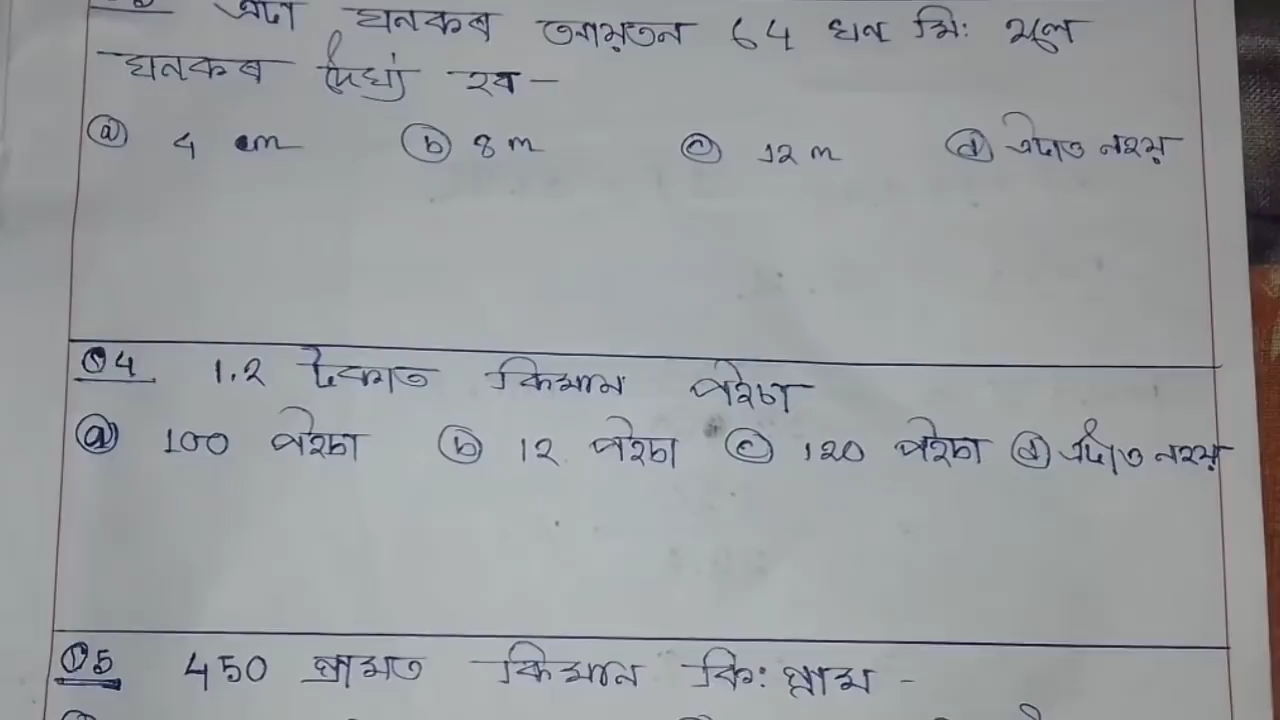 এটা ঘনকৰ আয়তন 64 ঘন মি: হলে
ঘনকৰ দৈৰ্ঘ্য হব —
ⓐ 4 m ⓑ 8 m ⓒ 12 m ⓓ এটাও নহয়
Q4 1.2 টকাত কিমান পইচা
ⓐ 100 পইচা ⓑ 12 পইচা ⓒ 120 পইচা ⓓ এটাও নহয়
Q5 450 গ্ৰামত কিমান কি: গ্ৰাম -